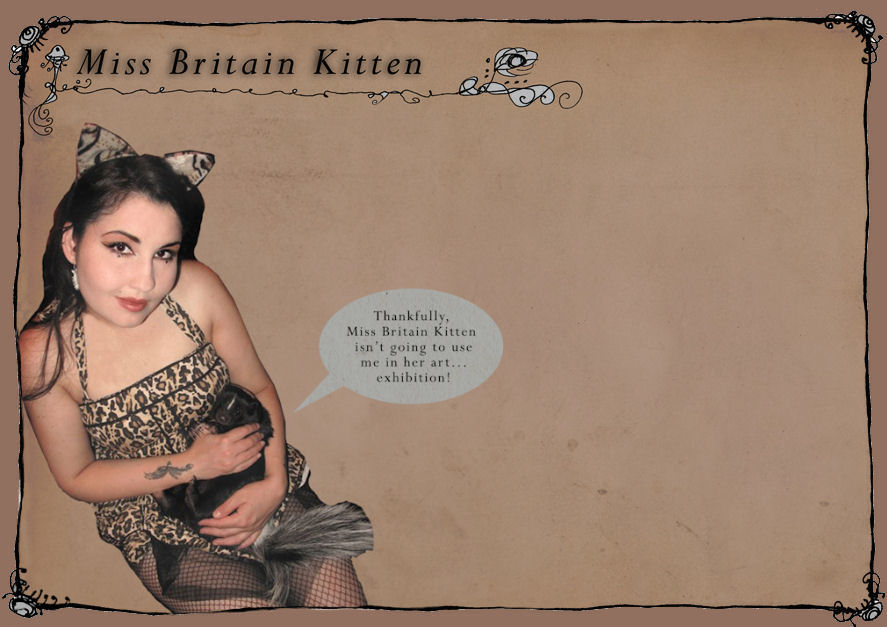 Miss Britain Kitten
Thankfully,
Miss Britain Kitten
isn't going to use
me in her art...
exhibition!